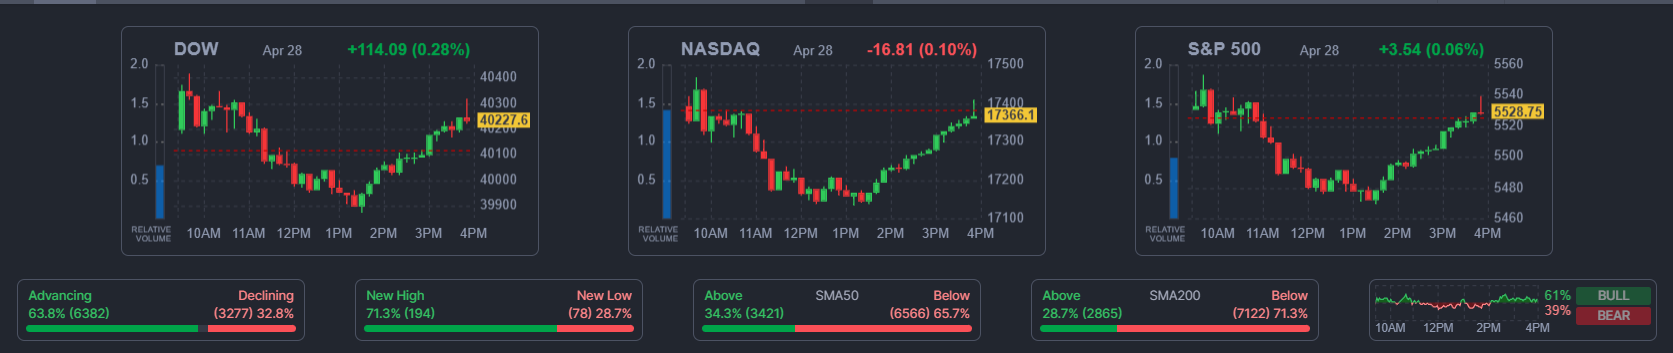 DOW Apr 28 +114.09 (0.28%)
2.0
1.5
1.0
0.5
40400
40300
40227.6
40200
40100
40000
39900
RELATIVE
VOLUME
10AM 11AM 12PM 1PM 2PM 3PM 4PM
NASDAQ Apr 28 -16.81 (0.10%)
2.0
1.5
1.0
0.5
17500
17400
17366.1
17300
17200
17100
RELATIVE
VOLUME
10AM 11AM 12PM 1PM 2PM 3PM 4PM
S&P 500 Apr 28 +3.54 (0.06%)
2.0
1.5
1.0
0.5
5560
5540
5528.75
5520
5500
5480
5460
RELATIVE
VOLUME
10AM 11AM 12PM 1PM 2PM 3PM 4PM
Advancing Declining
63.8% (6382) (3277) 32.8%
New High New Low
71.3% (194) (78) 28.7%
Above SMA50 Below
34.3% (3421) (6566) 65.7%
Above SMA200 Below
28.7% (2865) (7122) 71.3%
61% BULL
39% BEAR
10AM 12PM 2PM 4PM